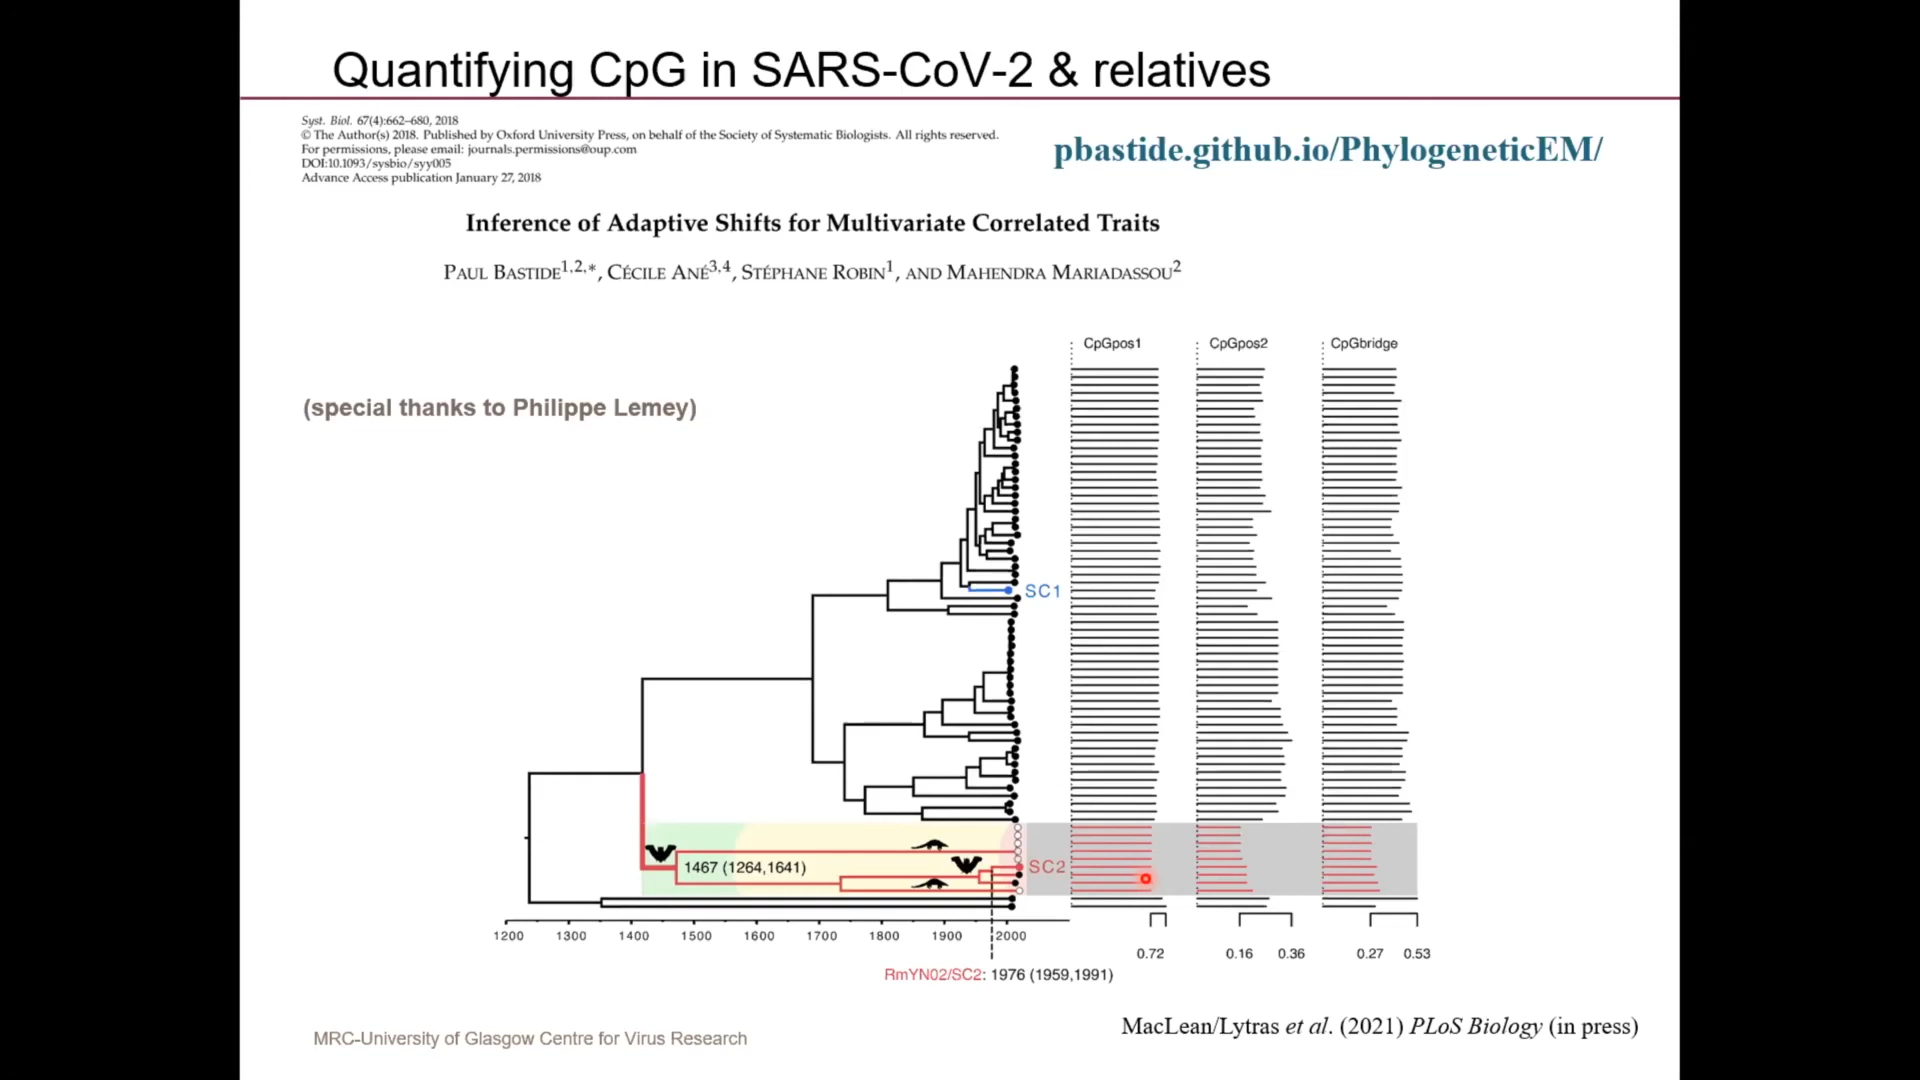 Quantifying CpG in SARS-CoV-2 & relatives
Syst. Biol. 67(4):662–680, 2018
© The Author(s) 2018. Published by Oxford University Press, on behalf of the Society of Systematic Biologists. All rights reserved.
For permissions, please email: journals.permissions@oup.com
DOI:10.1093/sysbio/syy005
Advance Access publication January 27, 2018
pbastide.github.io/PhylogeneticEM/
Inference of Adaptive Shifts for Multivariate Correlated Traits
PAUL BASTIDE1,2,*, CÉCILE ANÉ3,4, STÉPHANE ROBIN1, AND MAHENDRA MARIADASSOU2
(special thanks to Philippe Lemey)
CpGpos1 CpGpos2 CpGbridge
SC1
1467 (1264,1641)
SC2
1200 1300 1400 1500 1600 1700 1800 1900 2000
0.72 0.16 0.36 0.27 0.53
RmYN02/SC2: 1976 (1959,1991)
MacLean/Lytras et al. (2021) PLoS Biology (in press)
MRC-University of Glasgow Centre for Virus Research